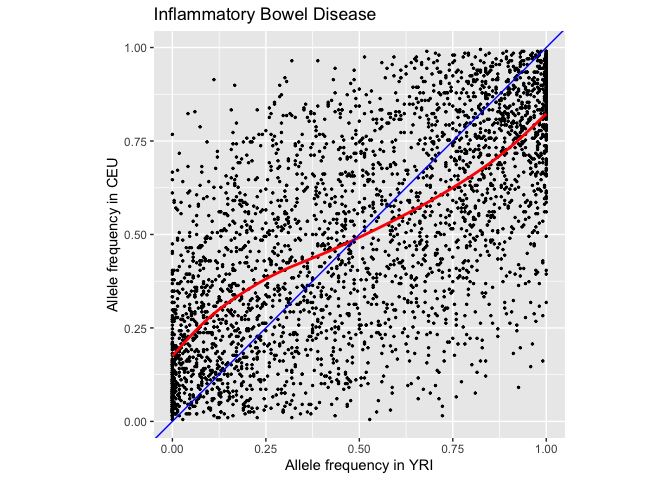 Inflammatory Bowel Disease
1.00
0.75
0.50
0.25
0.00
Allele frequency in CEU
0.00 0.25 0.50 0.75 1.00
Allele frequency in YRI